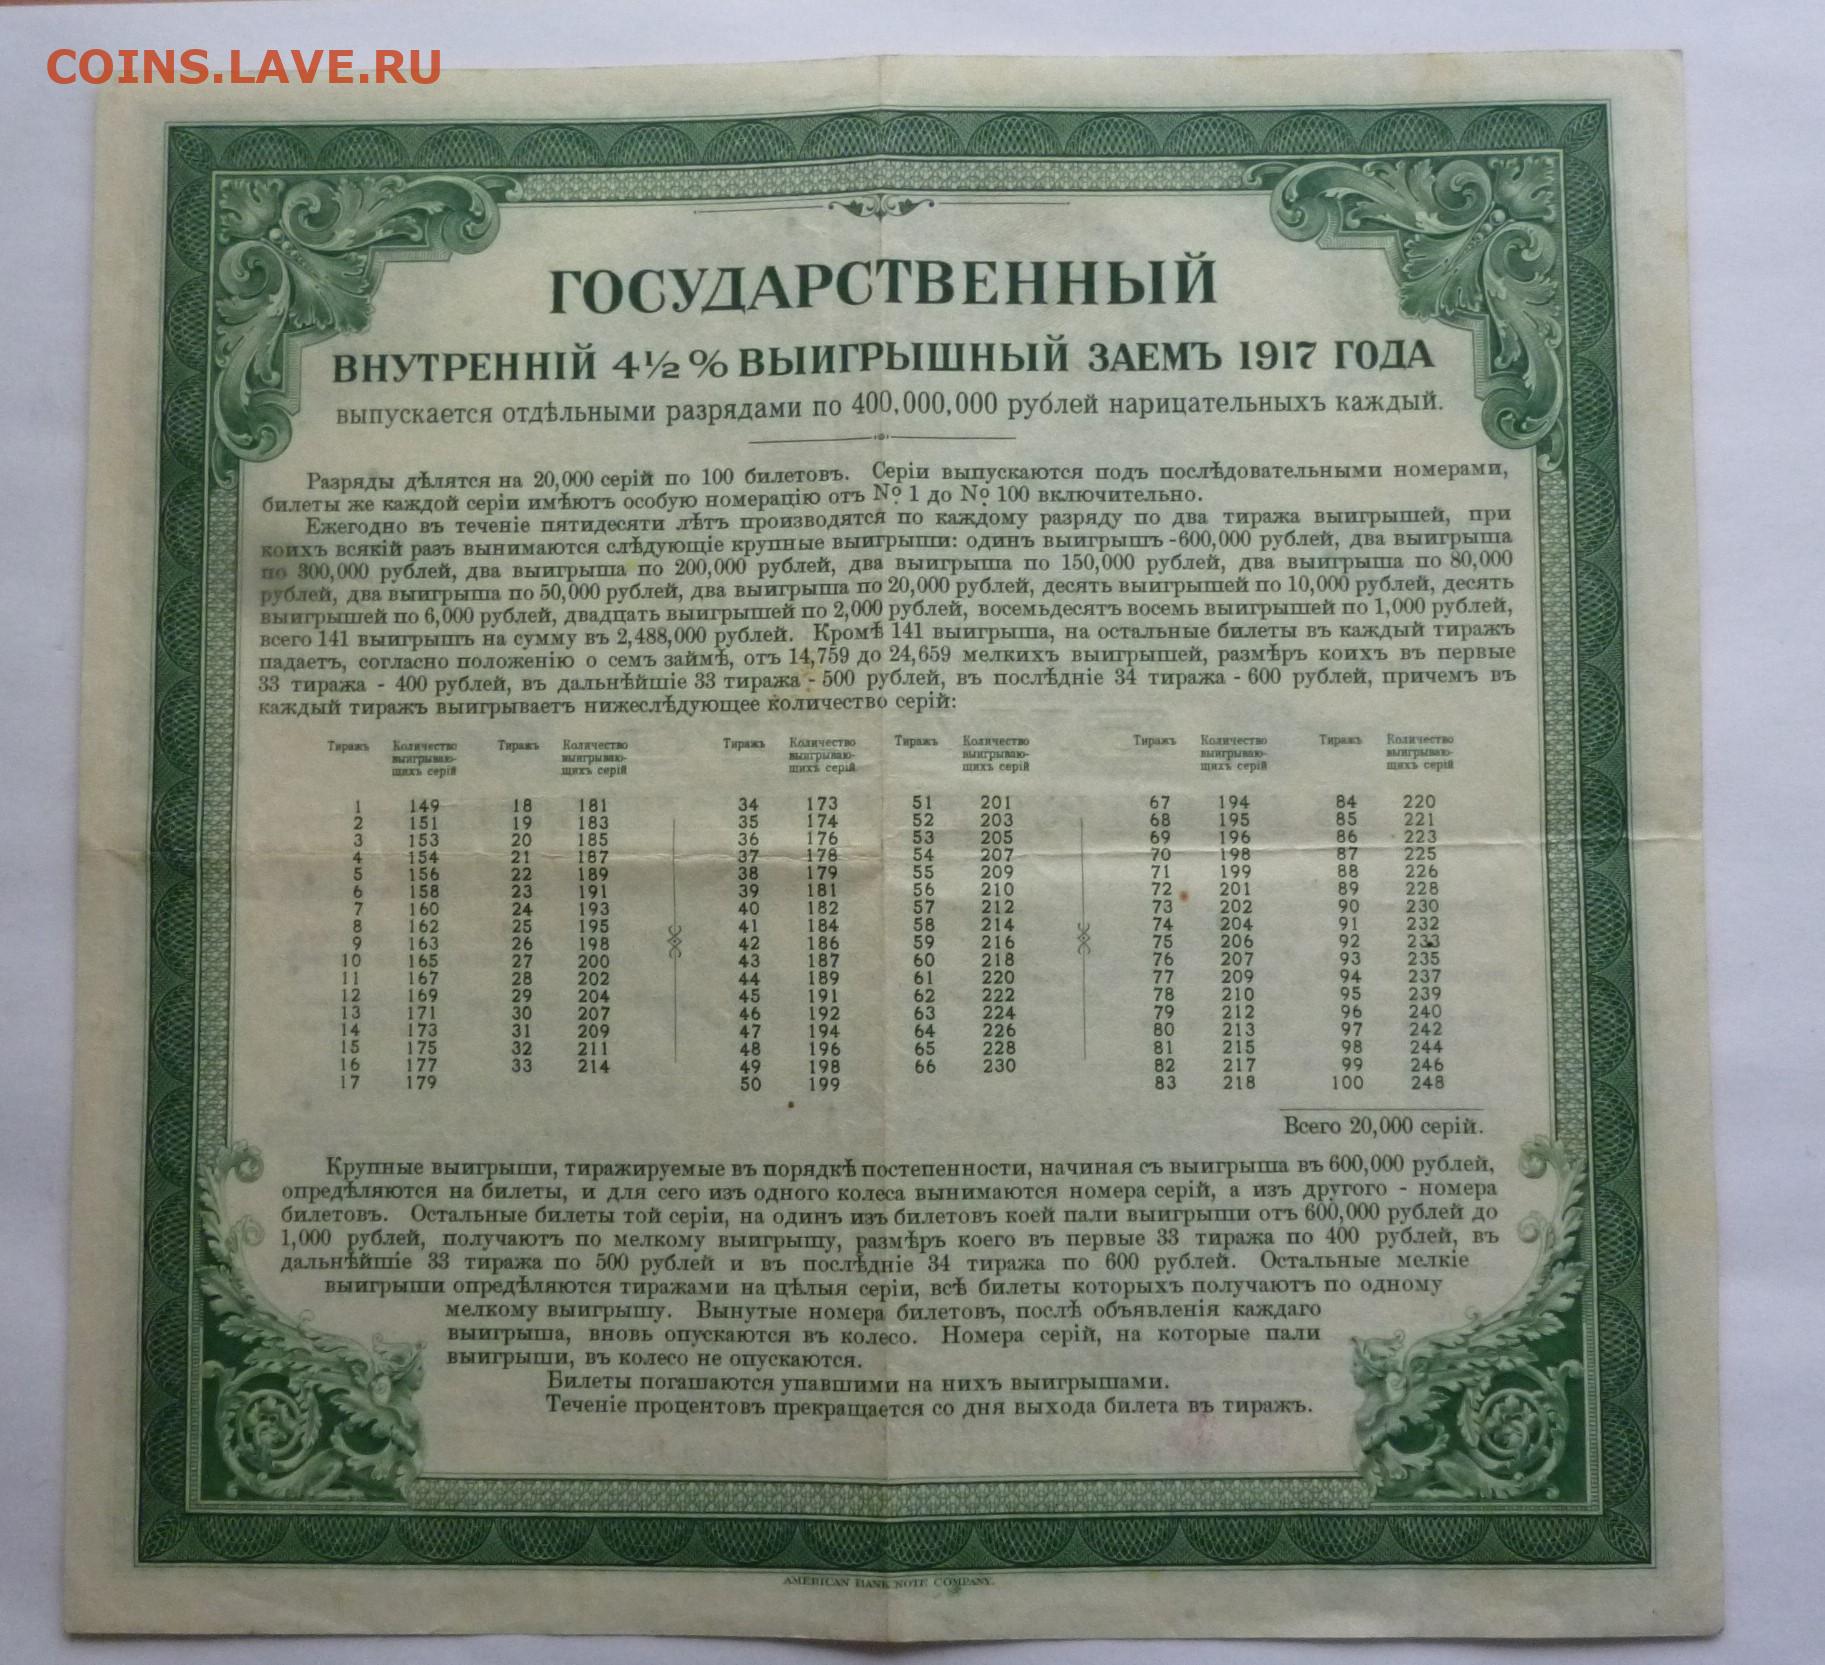 COINS.LAVE.RU
ГОСУДАРСТВЕННЫЙ
ВНУТРЕННІЙ 4½% ВЫИГРЫШНЫЙ ЗАЕМЪ 1917 ГОДА
выпускается отдѣльными разрядами по 400,000,000 рублей нарицательныхъ каждый.
Разряды дѣлятся на 20,000 серій по 100 билетовъ. Серіи выпускаются подъ послѣдовательными номерами,
билеты же каждой серіи имѣютъ особую номерацію отъ № 1 до № 100 включительно.
Ежегодно въ теченіе пятидесяти лѣтъ производятся по каждому разряду по два тиража выигрышей, при
коихъ всякій разъ вынимаются слѣдующіе крупные выигрыши: одинъ выигрышъ -600,000 рублей, два выигрыша
по 300,000 рублей, два выигрыша по 200,000 рублей, два выигрыша по 150,000 рублей, два выигрыша по 80,000
рублей, два выигрыша по 50,000 рублей, два выигрыша по 20,000 рублей, десять выигрышей по 10,000 рублей, десять
выигрышей по 6,000 рублей, двадцать выигрышей по 2,000 рублей, восемьдесятъ восемь выигрышей по 1,000 рублей,
всего 141 выигрышъ на сумму въ 2,488,000 рублей. Кромѣ 141 выигрыша, на остальные билеты въ каждый тиражъ
падаетъ, согласно положенію о семъ займѣ, отъ 14,759 до 24,659 мелкихъ выигрышей, размѣръ коихъ въ первые
33 тиража - 400 рублей, въ дальнѣйшіе 33 тиража - 500 рублей, въ послѣдніе 34 тиража - 600 рублей, причемъ въ
каждый тиражъ выигрываетъ нижеслѣдующее количество серій:
Тиражъ Количество Тиражъ Количество Тиражъ Количество Тиражъ Количество Тиражъ Количество Тиражъ Количество
выигрываю- выигрываю- выигрываю- выигрываю- выигрываю- выигрываю-
щихъ серій щихъ серій щихъ серій щихъ серій щихъ серій щихъ серій
1 149 18 181 34 173 51 201 67 194 84 220
2 151 19 183 35 174 52 203 68 195 85 221
3 153 20 185 36 176 53 205 69 196 86 223
4 154 21 187 37 178 54 207 70 198 87 225
5 156 22 189 38 179 55 209 71 199 88 226
6 158 23 191 39 181 56 210 72 201 89 228
7 160 24 193 40 182 57 212 73 202 90 230
8 162 25 195 41 184 58 214 74 204 91 232
9 163 26 198 42 186 59 216 75 206 92 233
10 165 27 200 43 187 60 218 76 207 93 235
11 167 28 202 44 189 61 220 77 209 94 237
12 169 29 204 45 191 62 222 78 210 95 239
13 171 30 207 46 192 63 224 79 212 96 240
14 173 31 209 47 194 64 226 80 213 97 242
15 175 32 211 48 196 65 228 81 215 98 244
16 177 33 214 49 198 66 230 82 217 99 246
17 179 50 199 83 218 100 248
Всего 20,000 серій.
Крупные выигрыши, тиражируемые въ порядкѣ постепенности, начиная съ выигрыша въ 600,000 рублей,
опредѣляются на билеты, и для сего изъ одного колеса вынимаются номера серій, а изъ другого - номера
билетовъ. Остальные билеты той серіи, на одинъ изъ билетовъ коей пали выигрыши отъ 600,000 рублей до
1,000 рублей, получаютъ по мелкому выигрышу, размѣръ коего въ первые 33 тиража по 400 рублей, въ
дальнѣйшіе 33 тиража по 500 рублей и въ послѣдніе 34 тиража по 600 рублей. Остальные мелкіе
выигрыши опредѣляются тиражами на цѣлыя серіи, всѣ билеты которыхъ получаютъ по одному
мелкому выигрышу. Вынутые номера билетовъ, послѣ объявленія каждаго
выигрыша, вновь опускаются въ колесо. Номера серій, на которые пали
выигрыши, въ колесо не опускаются.
Билеты погашаются упавшими на нихъ выигрышами.
Теченіе процентовъ прекращается со дня выхода билета въ тиражъ.
AMERICAN BANK NOTE COMPANY.